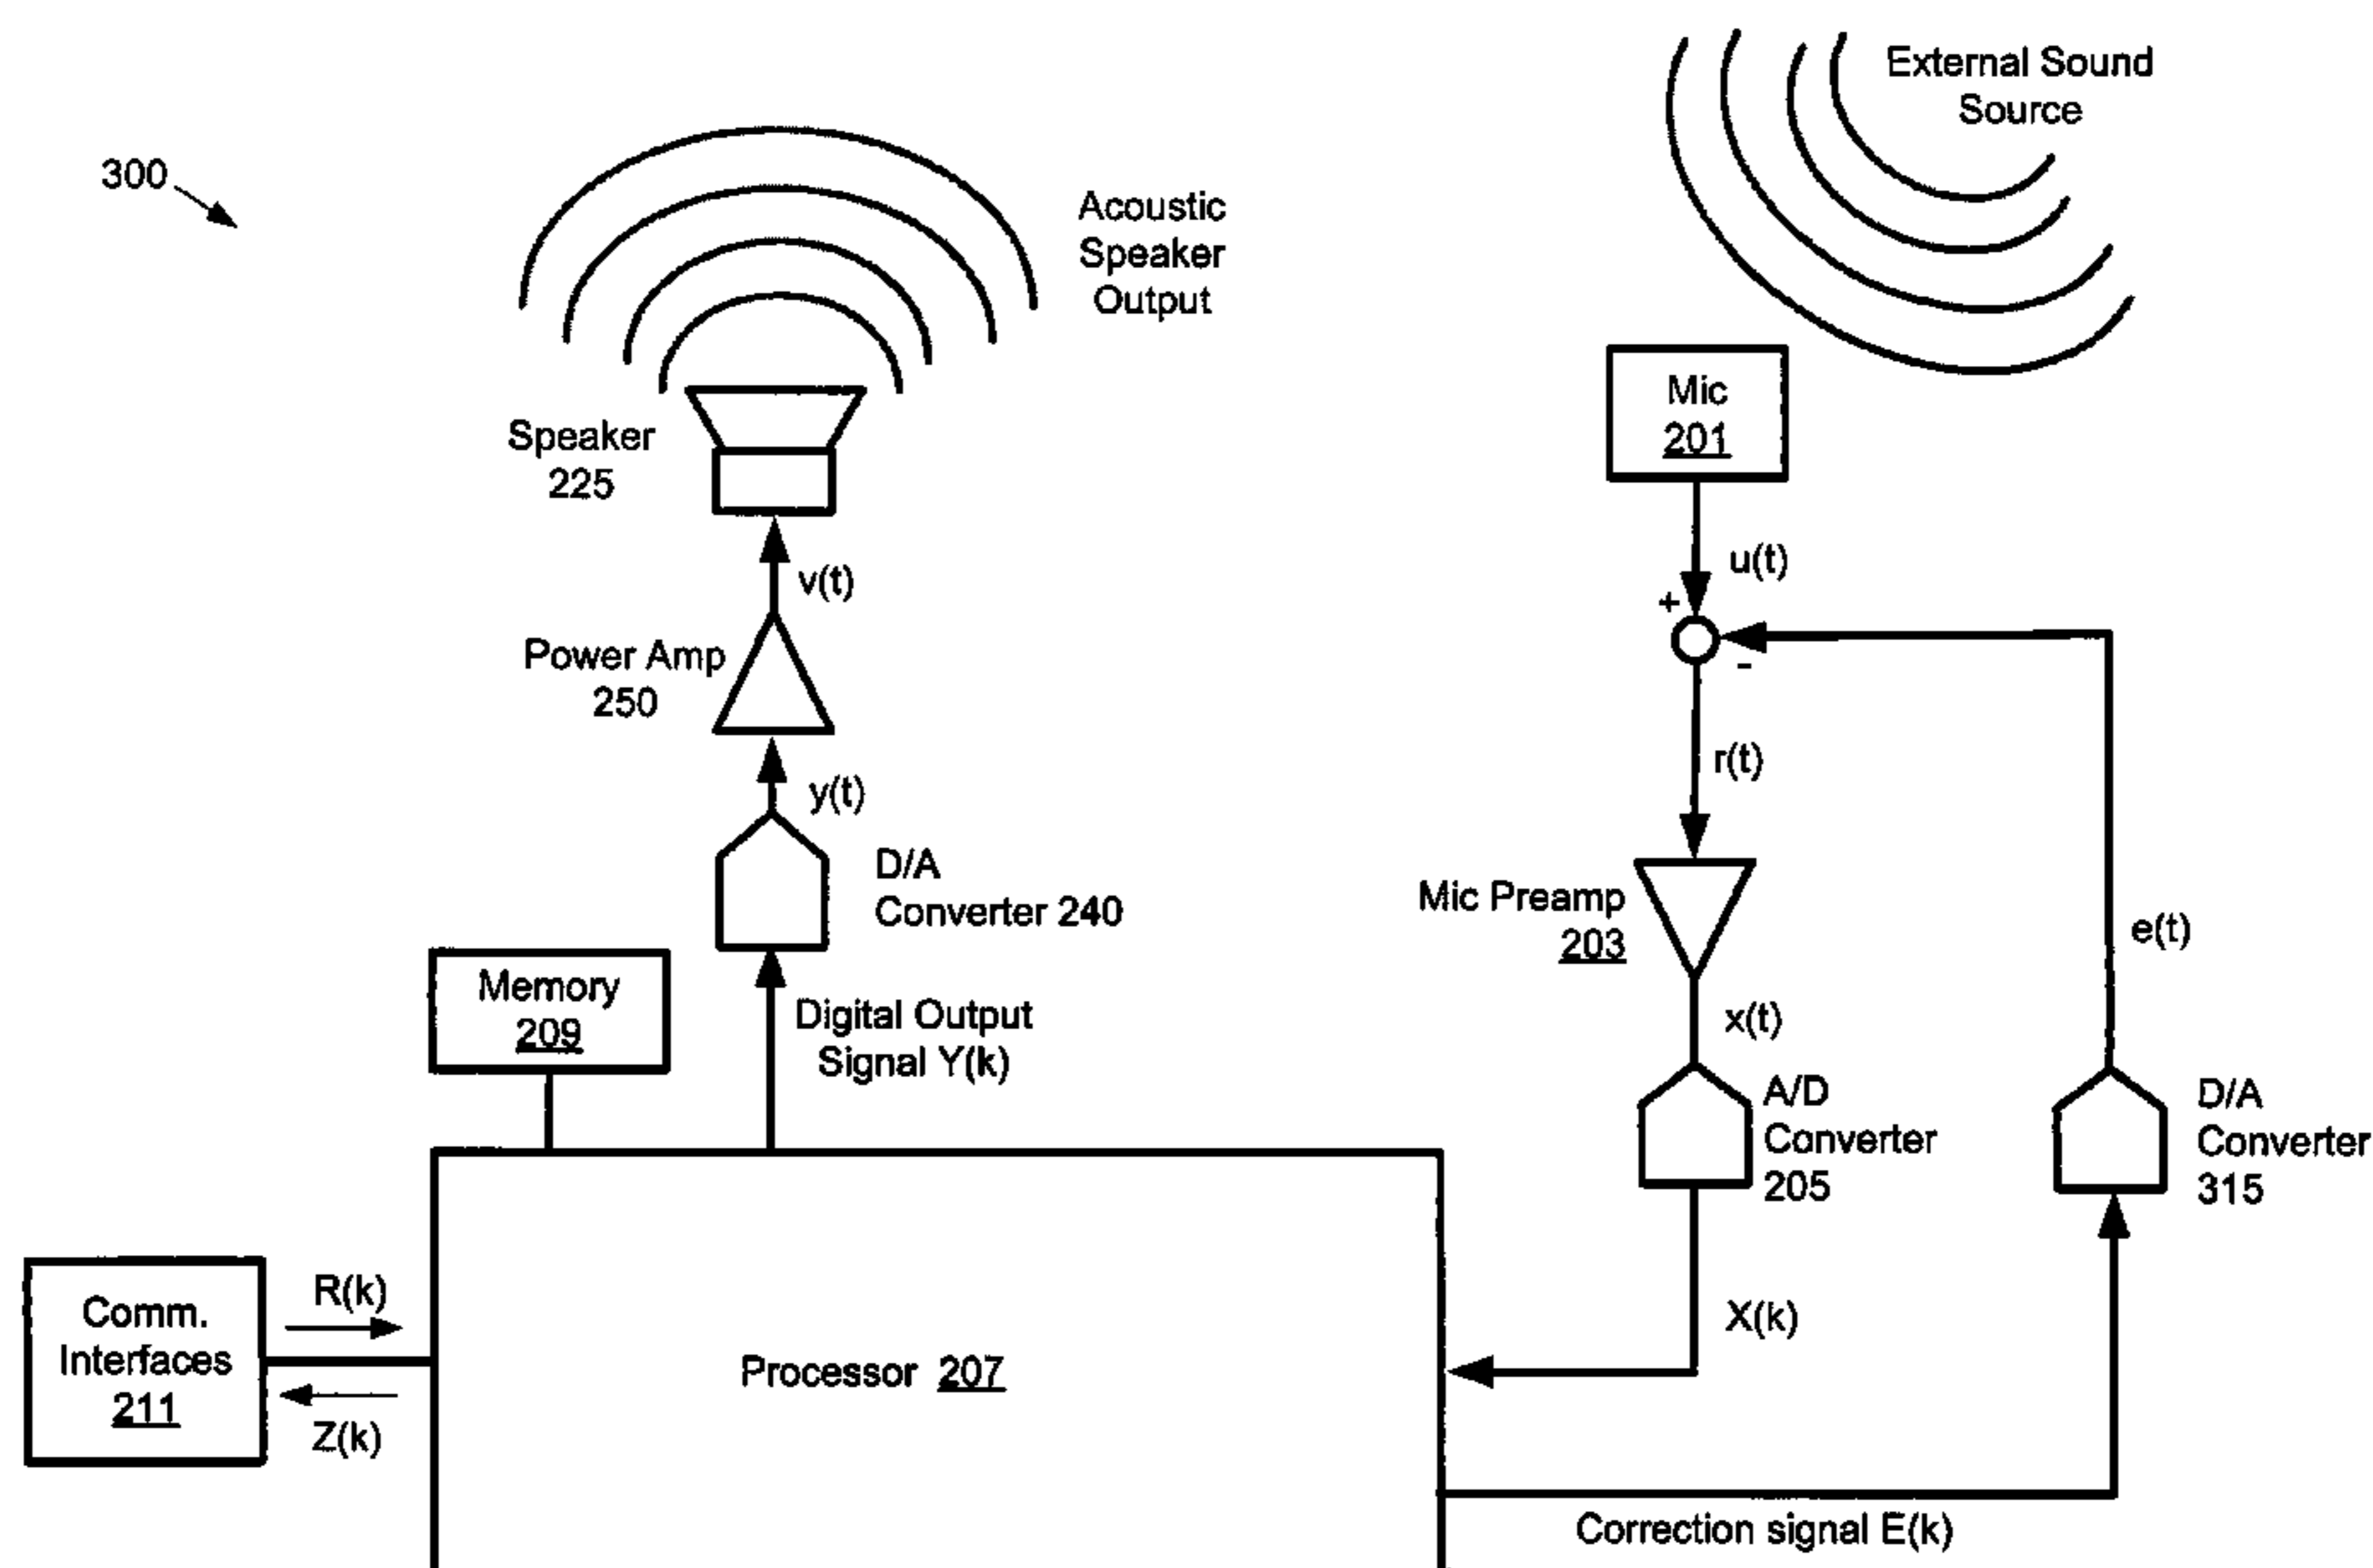 External Sound
Source
300
Acoustic
Speaker
Output
Mic
201
Speaker
225
u(t)
v(t)
+
-
Power Amp
250
r(t)
y(t)
D/A
Converter 240
Mic Preamp
203
e(t)
Memory
209
Digital Output
Signal Y(k)
x(t)
A/D
Converter
205
D/A
Converter
315
R(k)
Comm.
Interfaces
211
Z(k)
X(k)
Processor 207
Correction signal E(k)